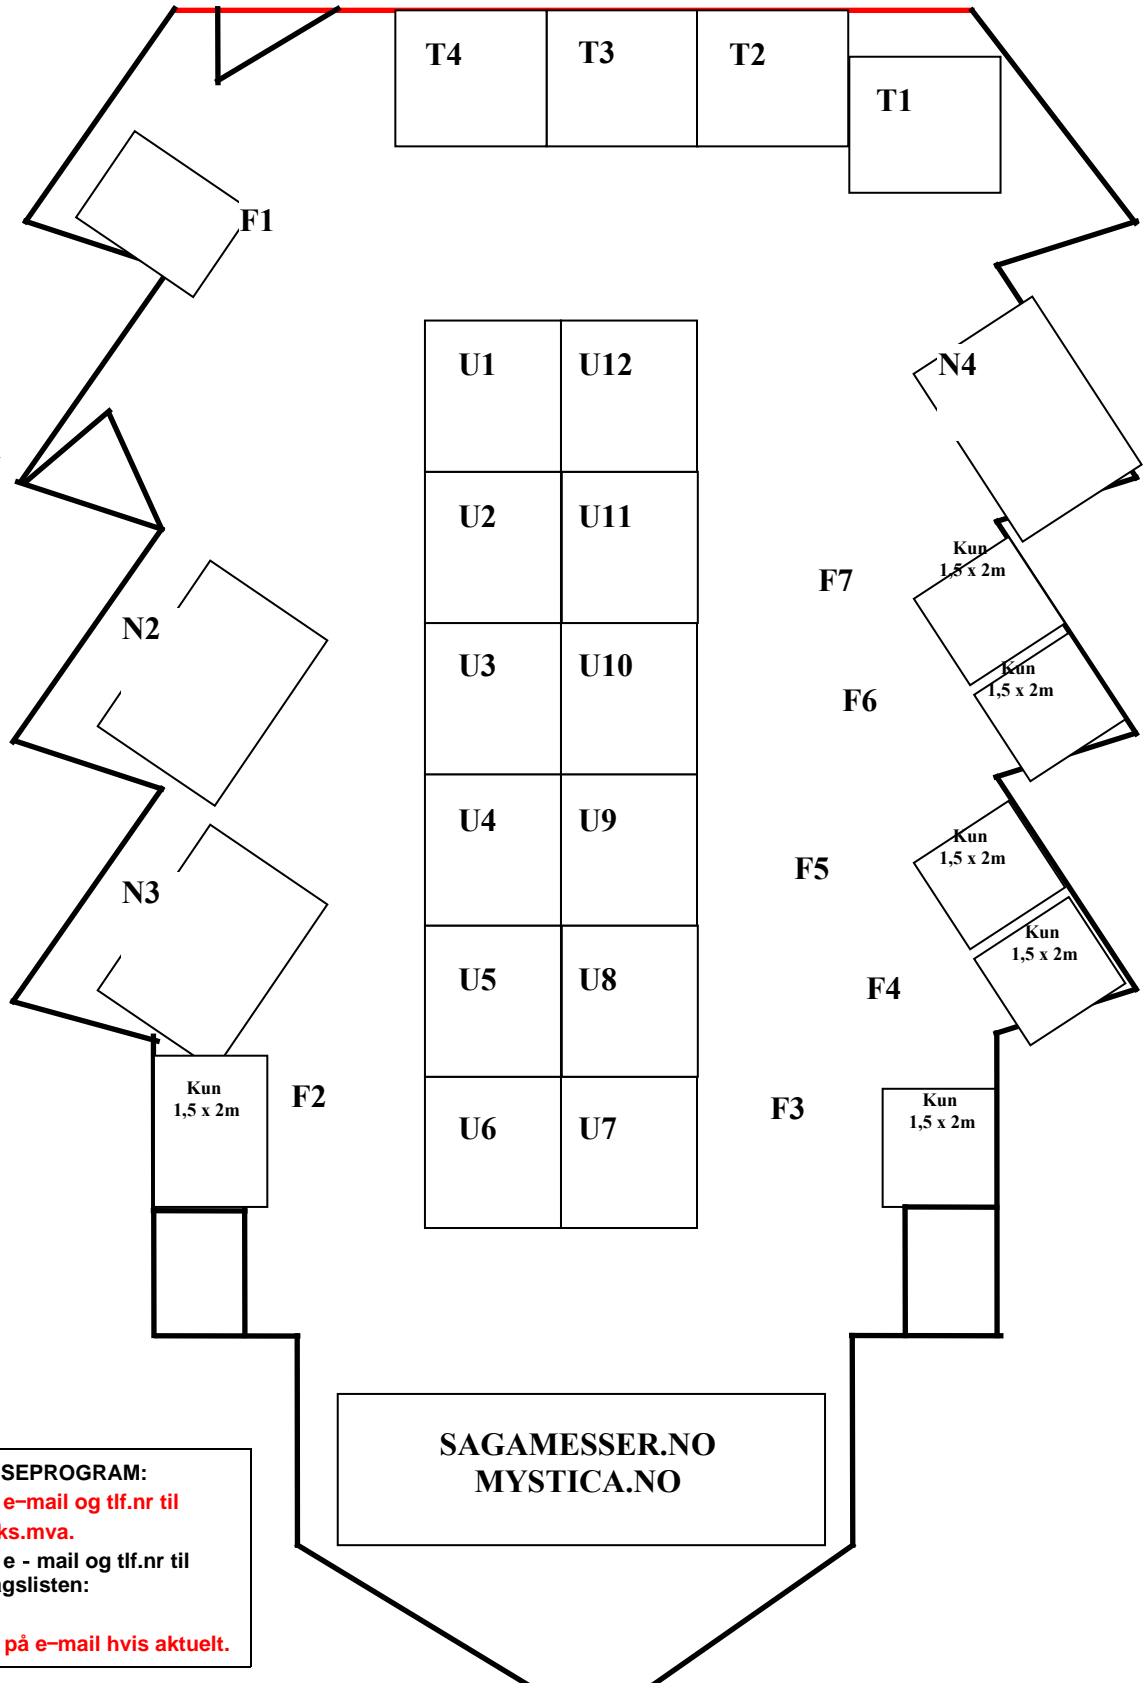 T4 T3 T2
T1
F1
U1 U12
N4
U2 U11
Kun
1,5 x 2m
F7
N2
U3 U10
Kun
1,5 x 2m
F6
U4 U9
Kun
1,5 x 2m
F5
N3
Kun
1,5 x 2m
U5 U8
F4
Kun
1,5 x 2m
F2
Kun
1,5 x 2m
F3
U6 U7
SAGAMESSER.NO
MYSTICA.NO
SEPROGRAM:
e-mail og tlf.nr til
ks.mva.
e - mail og tlf.nr til
gslisten:
på e-mail hvis aktuelt.